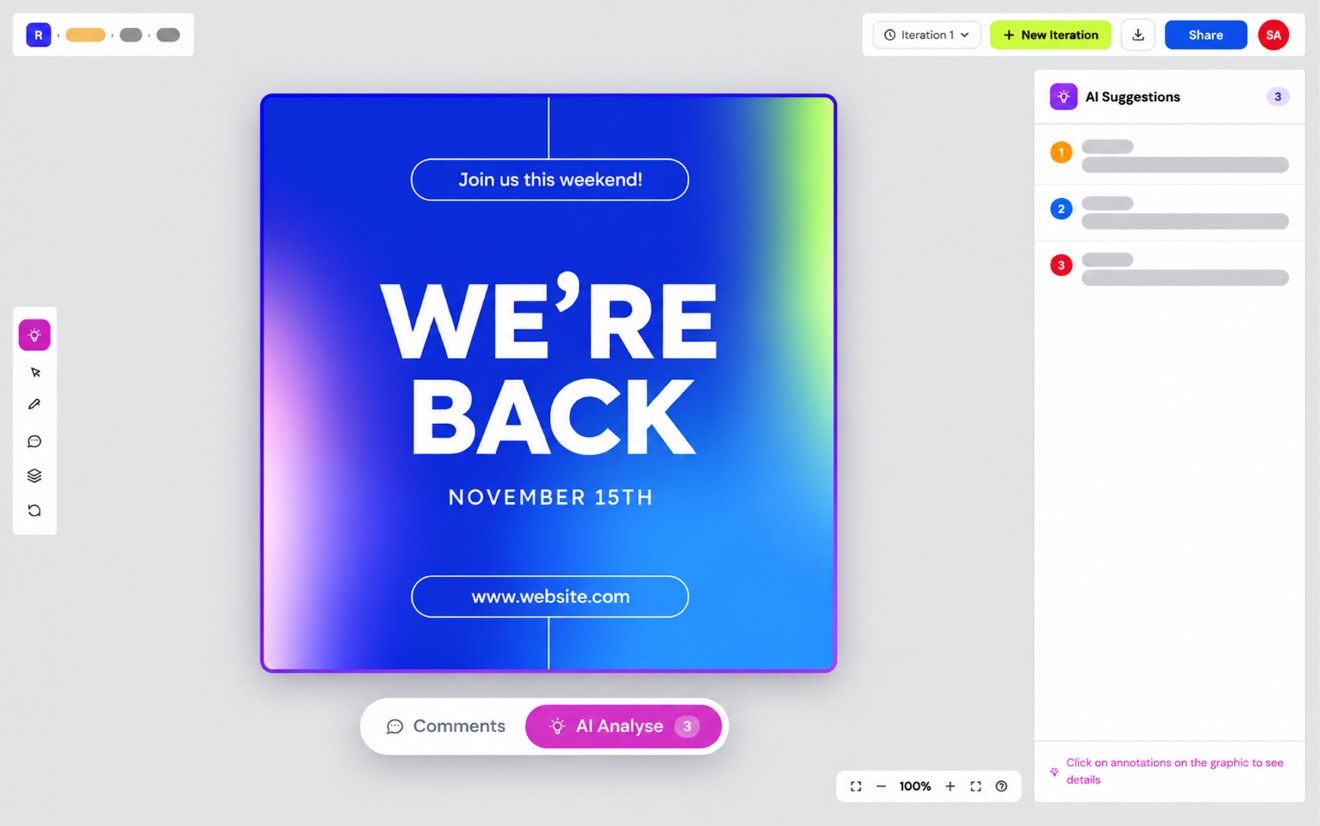 R
Iteration 1
+ New Iteration
Share
SA
AI Suggestions
3
1
2
3
Join us this weekend!
WE’RE
BACK
NOVEMBER 15TH
www.website.com
Comments
AI Analyse 3
100%
Click on annotations on the graphic to see
details